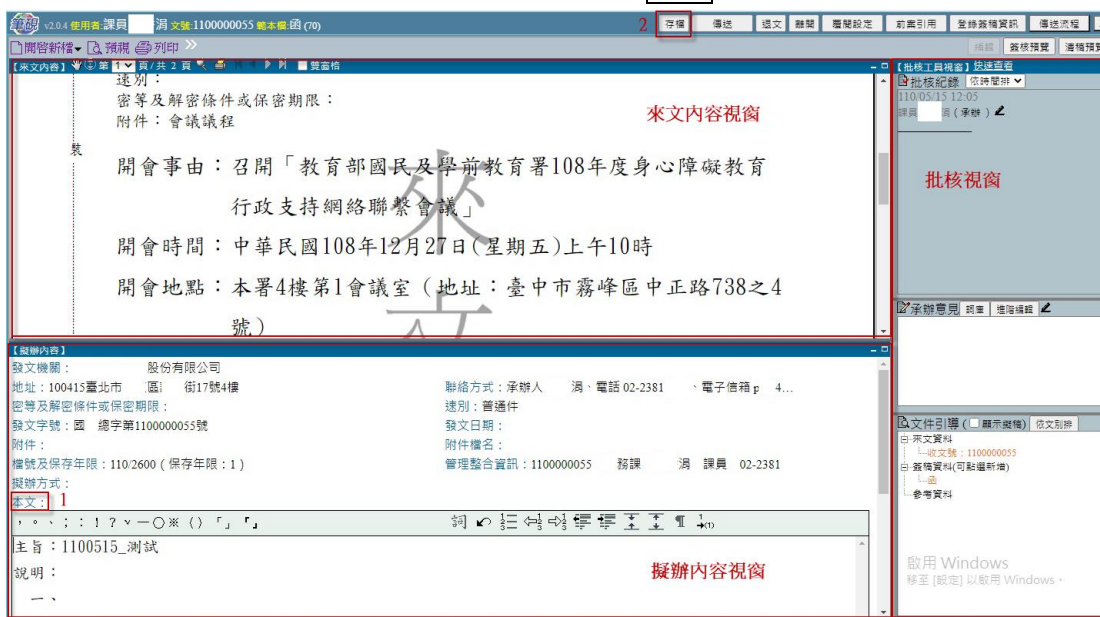 筆硯 v2.0.4 使用者:課員 涓 文號:1100000055 範本檔:函 (70)
2 存檔 傳送 退文 離開 覆閱設定 前案引用 登錄簽稿資訊 傳送流程
開啓新檔 預視 列印
簽核預覽 清稿預覽
【來文內容】 第 1 頁/共 2 頁 雙窗格
速別：
密等及解密條件或保密期限：
附件：會議議程
裝
開會事由：召開「教育部國民及學前教育署108年度身心障礙教育
行政支持網絡聯繫會議」
開會時間：中華民國108年12月27日(星期五)上午10時
開會地點：本署4樓第1會議室（地址：臺中市霧峰區中正路738之4
號）
來文
來文內容視窗
【批核工具視窗】快速查看
批核紀錄 依時間排
110/05/15 12:05
課員 涓 ( 承辦 )
批核視窗
承辦意見 詞庫 進階編輯
【擬辦內容】
發文機關： 股份有限公司
地址：100415臺北市 區 街17號4樓
聯絡方式：承辦人 涓、電話 02-2381 、電子信箱 p 4...
密等及解密條件或保密期限：
速別：普通件
發文字號：國 總字第1100000055號
發文日期：
附件：
附件檔名：
檔號及保存年限：110/2600 ( 保存年限：1 )
管理整合資訊：1100000055 務課 涓 課員 02-2381
擬辦方式：
本文： 1
， 。 、 ； ： ！ ？ ˇ — 〇 ※ （） 「」 『』
詞
主旨：1100515_測試
說明：
一、
擬辦內容視窗
文件引導 ( 顯示擬稿) 依文別排
來文資料
收文號：1100000055
簽稿資料(可點選新增)
函
參考資料
啟用 Windows
移至 [設定] 以啟用 Windows。